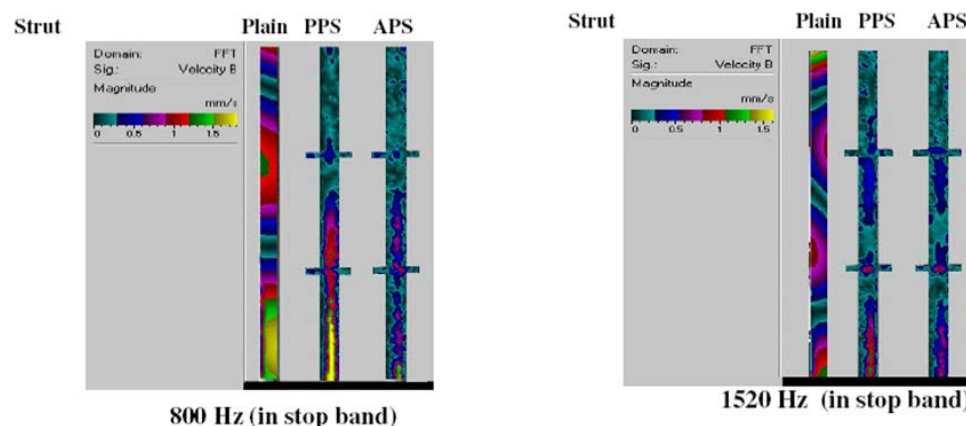 Strut Plain PPS APS
Domain: FFT
Sig.: Velocity B
Magnitude
mm/s
0 0.5 1 1.5
800 Hz (in stop band)
Strut Plain PPS APS
Domain: FFT
Sig.: Velocity B
Magnitude
mm/s
0 0.5 1 1.5
1520 Hz (in stop band)